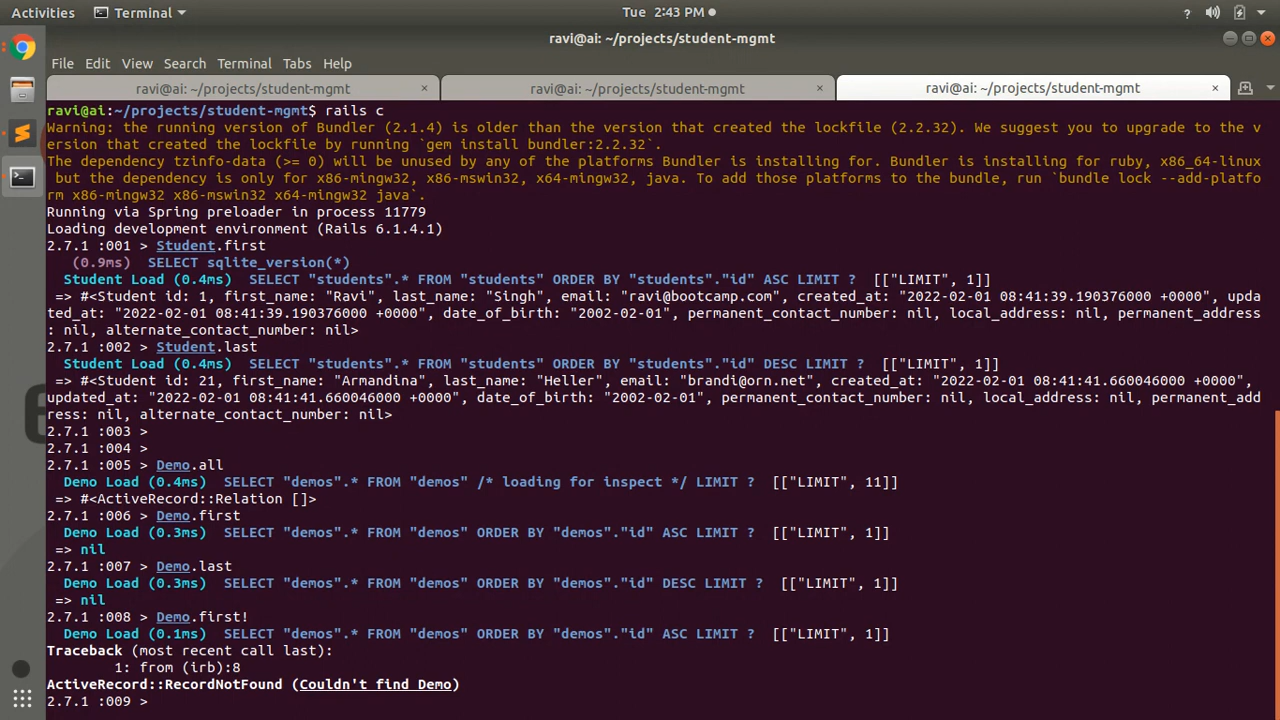 Activities Terminal Tue 2:43 PM ?
ravi@ai: ~/projects/student-mgmt
File Edit View Search Terminal Tabs Help
ravi@ai: ~/projects/student-mgmt × ravi@ai: ~/projects/student-mgmt × ravi@ai: ~/projects/student-mgmt ×
ravi@ai:~/projects/student-mgmt$ rails c
Warning: the running version of Bundler (2.1.4) is older than the version that created the lockfile (2.2.32). We suggest you to upgrade to the v
ersion that created the lockfile by running `gem install bundler:2.2.32`.
The dependency tzinfo-data (>= 0) will be unused by any of the platforms Bundler is installing for. Bundler is installing for ruby, x86_64-linux
 but the dependency is only for x86-mingw32, x86-mswin32, x64-mingw32, java. To add those platforms to the bundle, run `bundle lock --add-platfo
rm x86-mingw32 x86-mswin32 x64-mingw32 java`.
Running via Spring preloader in process 11779
Loading development environment (Rails 6.1.4.1)
2.7.1 :001 > Student.first
   (0.9ms)  SELECT sqlite_version(*)
  Student Load (0.4ms)  SELECT "students".* FROM "students" ORDER BY "students"."id" ASC LIMIT ?  [["LIMIT", 1]]
 => #<Student id: 1, first_name: "Ravi", last_name: "Singh", email: "ravi@bootcamp.com", created_at: "2022-02-01 08:41:39.190376000 +0000", upda
ted_at: "2022-02-01 08:41:39.190376000 +0000", date_of_birth: "2002-02-01", permanent_contact_number: nil, local_address: nil, permanent_address
: nil, alternate_contact_number: nil>
2.7.1 :002 > Student.last
  Student Load (0.4ms)  SELECT "students".* FROM "students" ORDER BY "students"."id" DESC LIMIT ?  [["LIMIT", 1]]
 => #<Student id: 21, first_name: "Armandina", last_name: "Heller", email: "brandi@orn.net", created_at: "2022-02-01 08:41:41.660046000 +0000",
updated_at: "2022-02-01 08:41:41.660046000 +0000", date_of_birth: "2002-02-01", permanent_contact_number: nil, local_address: nil, permanent_add
ress: nil, alternate_contact_number: nil>
2.7.1 :003 >
2.7.1 :004 >
2.7.1 :005 > Demo.all
  Demo Load (0.4ms)  SELECT "demos".* FROM "demos" /* loading for inspect */ LIMIT ?  [["LIMIT", 11]]
 => #<ActiveRecord::Relation []>
2.7.1 :006 > Demo.first
  Demo Load (0.3ms)  SELECT "demos".* FROM "demos" ORDER BY "demos"."id" ASC LIMIT ?  [["LIMIT", 1]]
 => nil
2.7.1 :007 > Demo.last
  Demo Load (0.3ms)  SELECT "demos".* FROM "demos" ORDER BY "demos"."id" DESC LIMIT ?  [["LIMIT", 1]]
 => nil
2.7.1 :008 > Demo.first!
  Demo Load (0.1ms)  SELECT "demos".* FROM "demos" ORDER BY "demos"."id" ASC LIMIT ?  [["LIMIT", 1]]
Traceback (most recent call last):
        1: from (irb):8
ActiveRecord::RecordNotFound (Couldn't find Demo)
2.7.1 :009 >